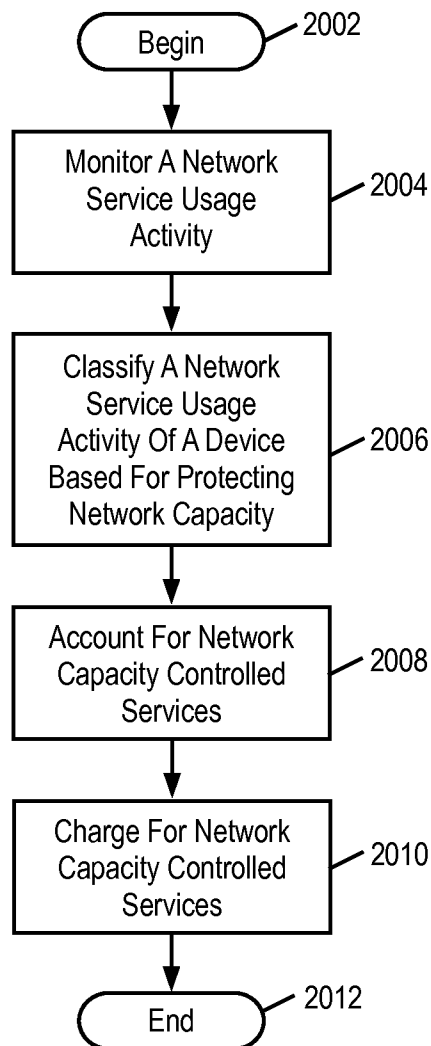 Begin
2002
Monitor A Network
Service Usage
Activity
2004
Classify A Network
Service Usage
Activity Of A Device
Based For Protecting
Network Capacity
2006
Account For Network
Capacity Controlled
Services
2008
Charge For Network
Capacity Controlled
Services
2010
End
2012